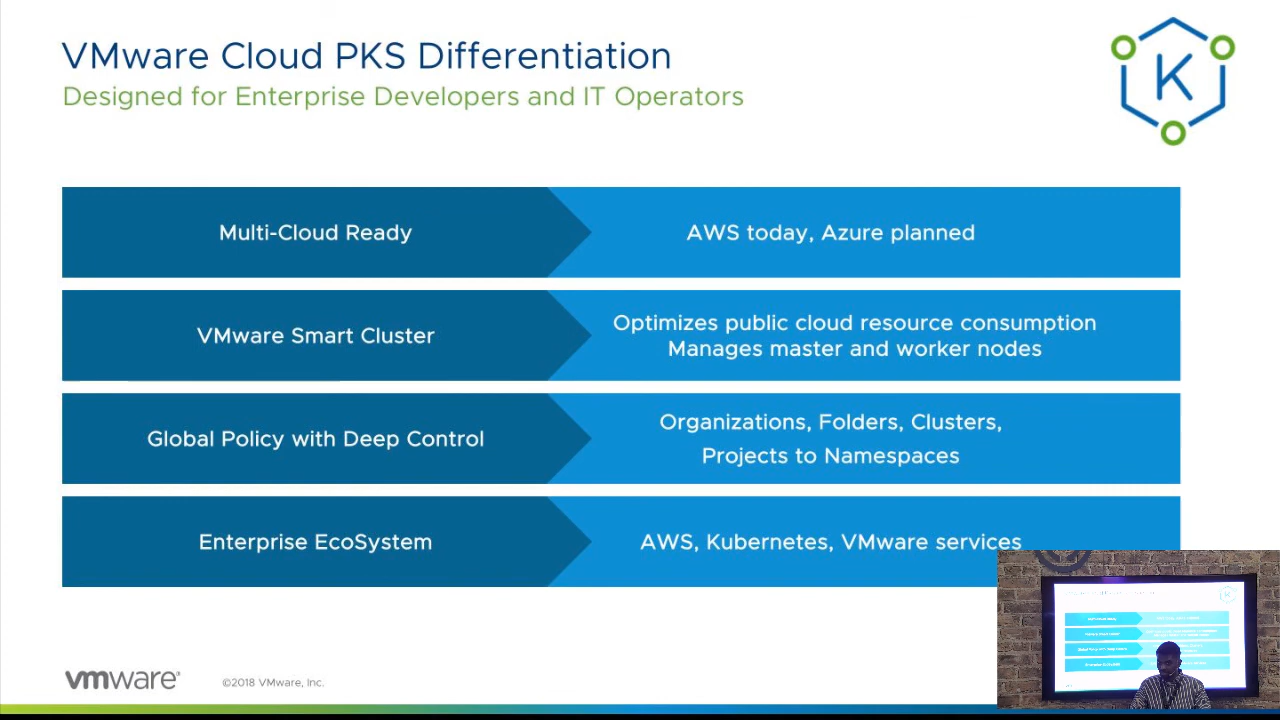 VMware Cloud PKS Differentiation
Designed for Enterprise Developers and IT Operators
K
Multi-Cloud Ready
AWS today, Azure planned
VMware Smart Cluster
Optimizes public cloud resource consumption
Manages master and worker nodes
Global Policy with Deep Control
Organizations, Folders, Clusters,
Projects to Namespaces
Enterprise EcoSystem
AWS, Kubernetes, VMware services
vmware®
©2018 VMware, Inc.